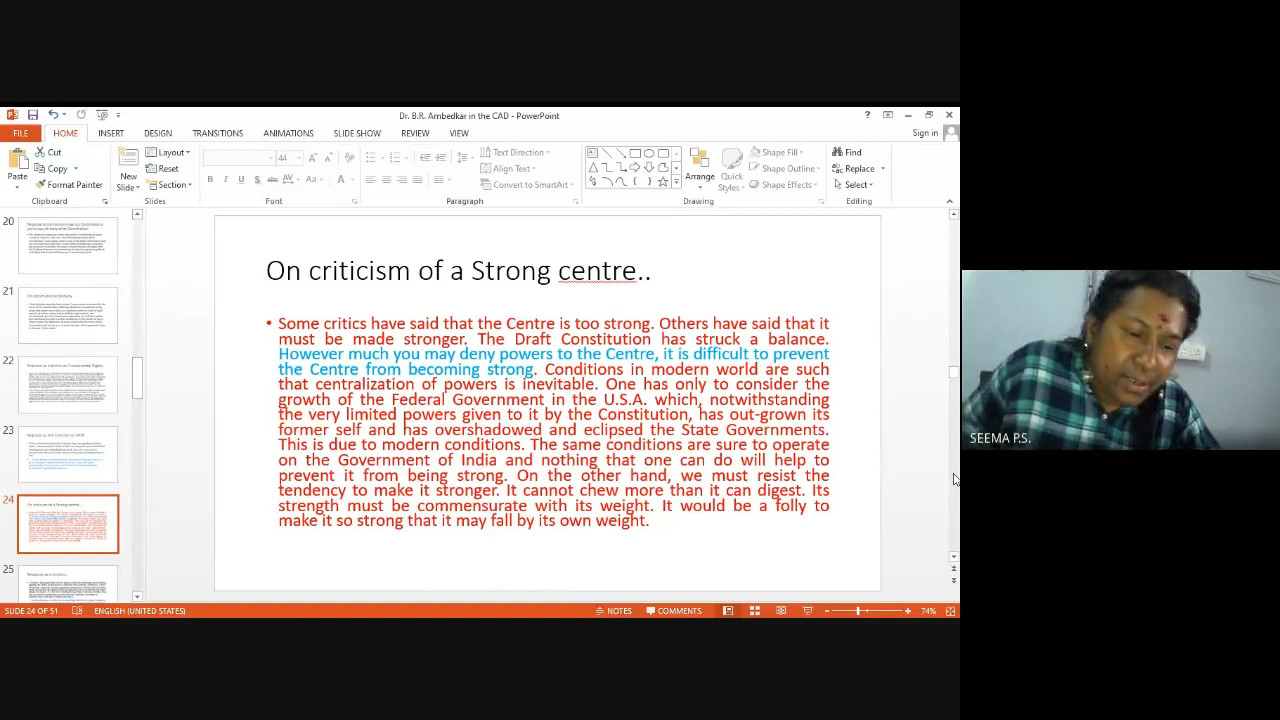 Dr. B.R. Ambedkar in the CAD - PowerPoint
FILE HOME INSERT DESIGN TRANSITIONS ANIMATIONS SLIDE SHOW REVIEW VIEW Sign in
Paste
Cut
Copy
Format Painter
Clipboard
New Slide
Layout
Reset
Section
Slides
44
Font
Text Direction
Align Text
Convert to SmartArt
Paragraph
Arrange
Quick Styles
Shape Fill
Shape Outline
Shape Effects
Drawing
Find
Replace
Select
Editing
20
21
22
23
24
25
On criticism of a Strong centre..
• Some critics have said that the Centre is too strong. Others have said that it
must be made stronger. The Draft Constitution has struck a balance.
However much you may deny powers to the Centre, it is difficult to prevent
the Centre from becoming strong. Conditions in modern world are such
that centralization of powers is inevitable. One has only to consider the
growth of the Federal Government in the U.S.A. which, notwithstanding
the very limited powers given to it by the Constitution, has out-grown its
former self and has overshadowed and eclipsed the State Governments.
This is due to modern conditions. The same conditions are sure to operate
on the Government of India and nothing that one can do will help to
prevent it from being strong. On the other hand, we must resist the
tendency to make it stronger. It cannot chew more than it can digest. Its
strength must be commensurate with its weight. It would be a folly to
make it so strong that it may fall by its own weight.
SEEMA P.S.
SLIDE 24 OF 51 ENGLISH (UNITED STATES) NOTES COMMENTS 74%